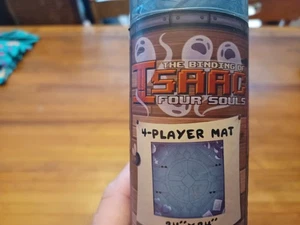 THE BINDING OF
ISAAC
FOUR SOULS
4-PLAYER MAT